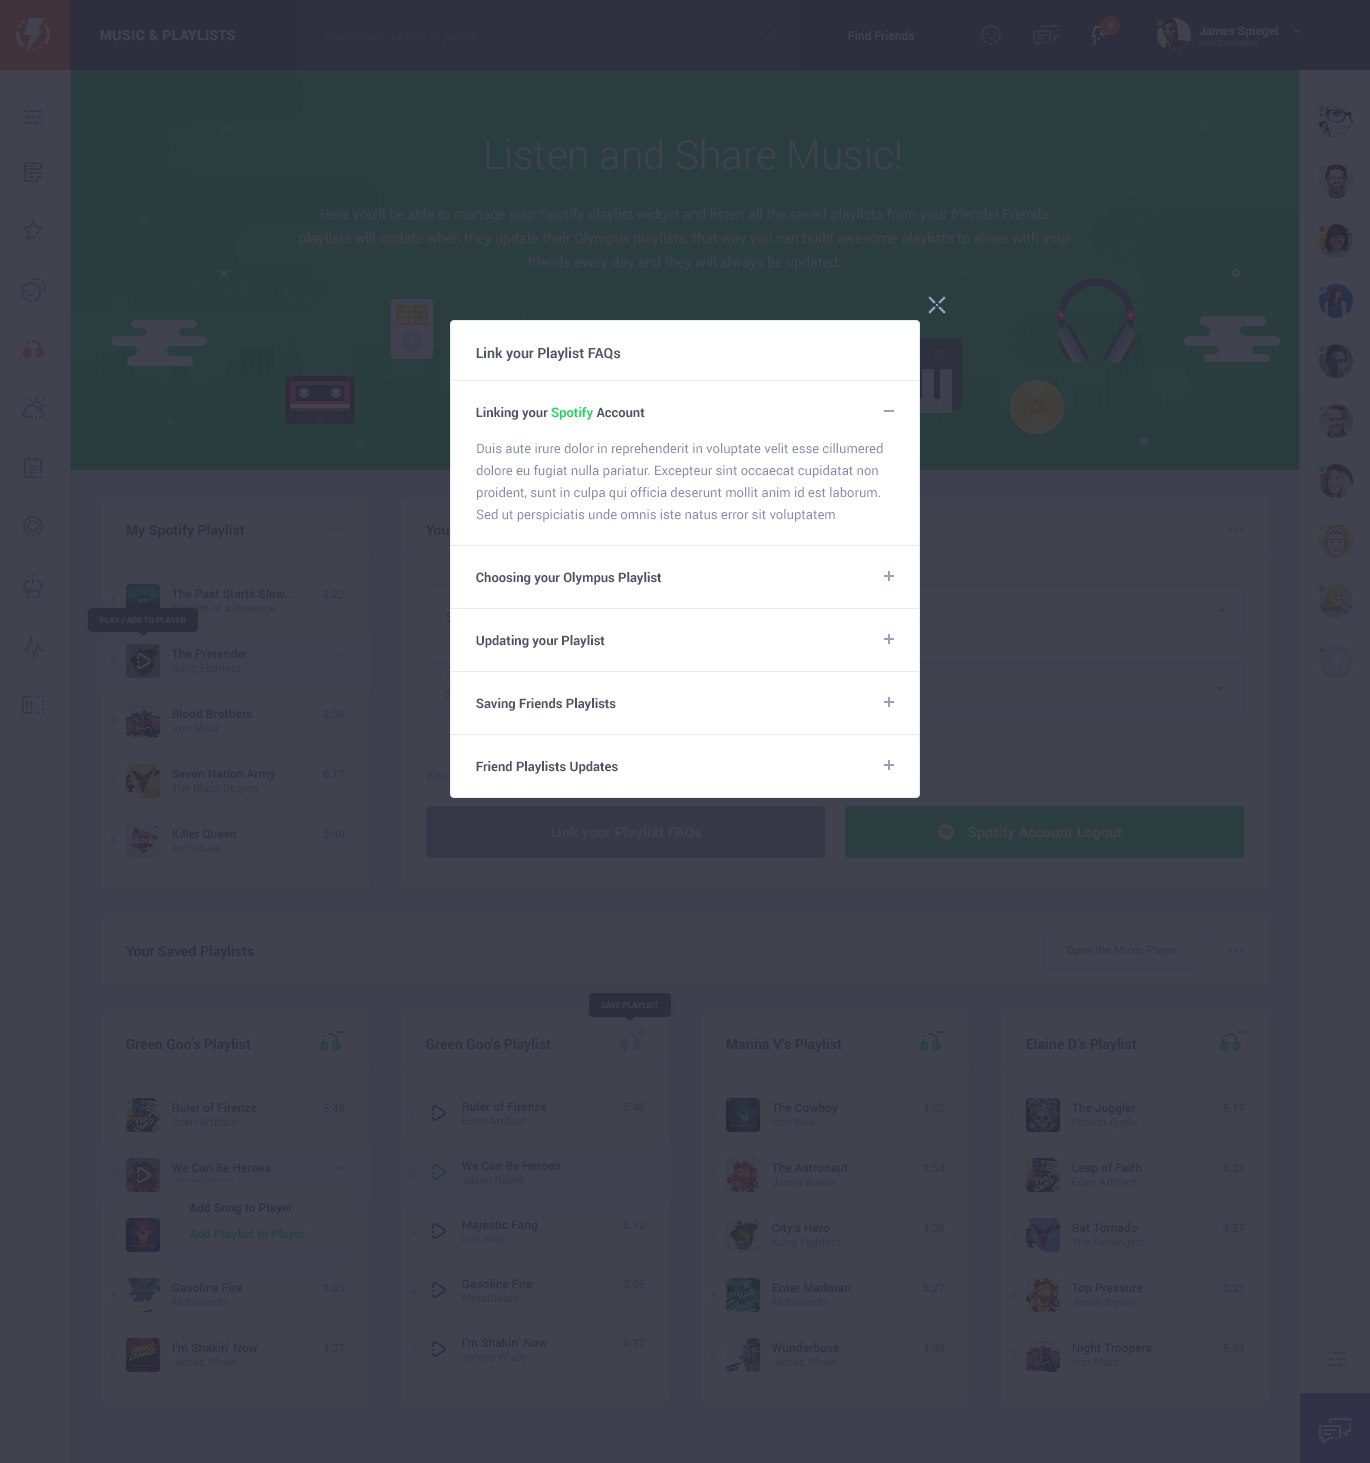 MUSIC & PLAYLISTS
Search here people or pages...
Find Friends
James Spiegel
SPACE COWBOY
Listen and Share Music!
Here you'll be able to manage your Spotify playlist widget and listen all the saved playlists from your friends! Friends
playlists will update when they update their Olympus playlists, that way you can build awesome playlists to share with your
friends every day and they will always be updated.
Link your Playlist FAQs
Linking your Spotify Account
Duis aute irure dolor in reprehenderit in voluptate velit esse cillumered
dolore eu fugiat nulla pariatur. Excepteur sint occaecat cupidatat non
proident, sunt in culpa qui officia deserunt mollit anim id est laborum.
Sed ut perspiciatis unde omnis iste natus error sit voluptatem
Choosing your Olympus Playlist
Updating your Playlist
Saving Friends Playlists
Friend Playlists Updates
My Spotify Playlist
The Past Starts Slow...
3:22
System of a Revenge
PLAY / ADD TO PLAYER
The Pretender
Kung Fighters
Blood Brothers
3:06
Iron Maid
Seven Nation Army
6:17
The Black Stripes
Killer Queen
5:40
Archiduke
You
You
Link your Playlist FAQs
Spotify Account Logout
Your Saved Playlists
Open the Music Player
SAVE PLAYLIST
Green Goo's Playlist
Ruler of Firenze
5:48
Eden Artifact
We Can Be Heroes
Jason Bowie
Add Song to Player
Add Playlist to Player
Gasoline Fire
3:05
MetalDeath
I'm Shakin' Now
4:37
James White
Green Goo's Playlist
Ruler of Firenze
5:48
Eden Artifact
We Can Be Heroes
Jason Bowie
Majestic Fang
6:12
Iron Wax
Gasoline Fire
3:05
MetalDeath
I'm Shakin' Now
4:27
James White
Marina V's Playlist
The Cowboy
4:02
Iron Wax
The Astronaut
3:54
Jason Bowie
City's Hero
4:36
Kung Fighters
Enter Madman
5:27
MetalDeath
Wunderbuss
4:09
James White
Elaine D's Playlist
The Juggler
5:17
Poison Apple
Leap of Faith
8:24
Eden Artifact
Bat Tornado
4:57
The Revengers
Top Pressure
3:21
Jason Bowie
Night Troopers
5:54
Iron Maid